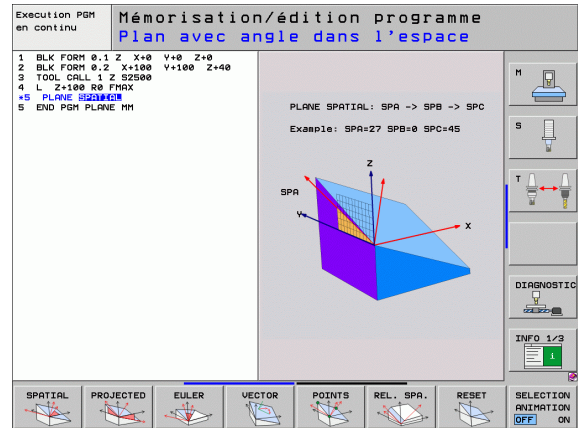 Execution PGM
en continu
Mémorisation/édition programme
Plan avec angle dans l'espace
1 BLK FORM 0.1 Z X+0 Y+0 Z+0
2 BLK FORM 0.2 X+100 Y+100 Z+40
3 TOOL CALL 1 Z S2500
4 L Z+100 R0 FMAX
*5 PLANE SPATIAL
5 END PGM PLANE MM
PLANE SPATIAL: SPA -> SPB -> SPC
Example: SPA=27 SPB=0 SPC=45
Z
SPA
Y
X
M
S
T
DIAGNOSTIC
INFO 1/3
i
SPATIAL
PROJECTED
EULER
VECTOR
POINTS
REL. SPA.
RESET
SELECTION
ANIMATION
OFF ON